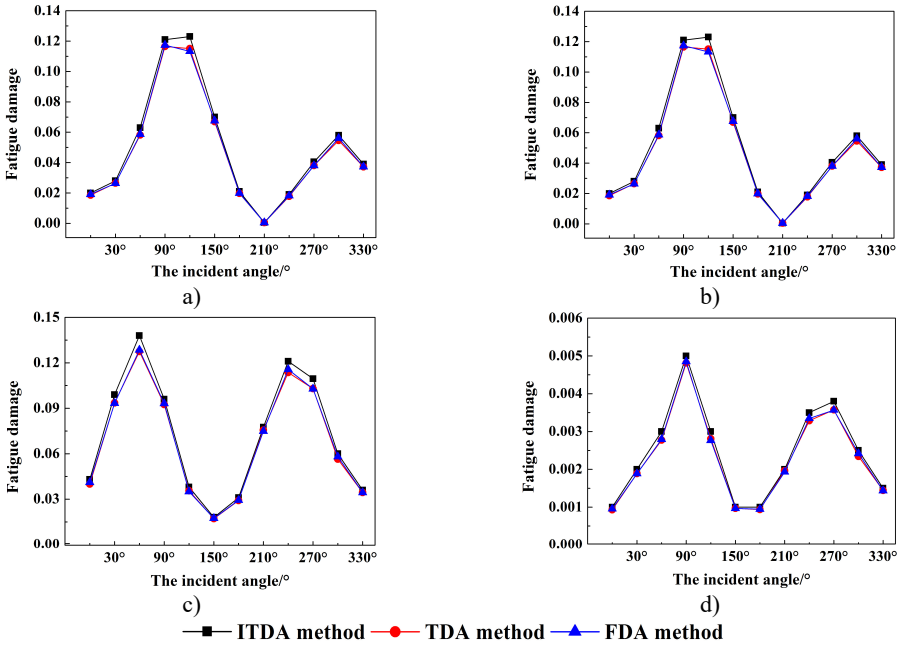 0.14
0.12
0.10
0.08
0.06
0.04
0.02
0.00
Fatigue damage
30° 90° 150° 210° 270° 330°
The incident angle/°
a)
0.14
0.12
0.10
0.08
0.06
0.04
0.02
0.00
Fatigue damage
30° 90° 150° 210° 270° 330°
The incident angle/°
b)
0.15
0.12
0.09
0.06
0.03
0.00
Fatigue damage
30° 90° 150° 210° 270° 330°
The incident angle/°
c)
0.006
0.005
0.004
0.003
0.002
0.001
0.000
Fatigue damage
30° 90° 150° 210° 270° 330°
The incident angle/°
d)
ITDA method TDA method FDA method